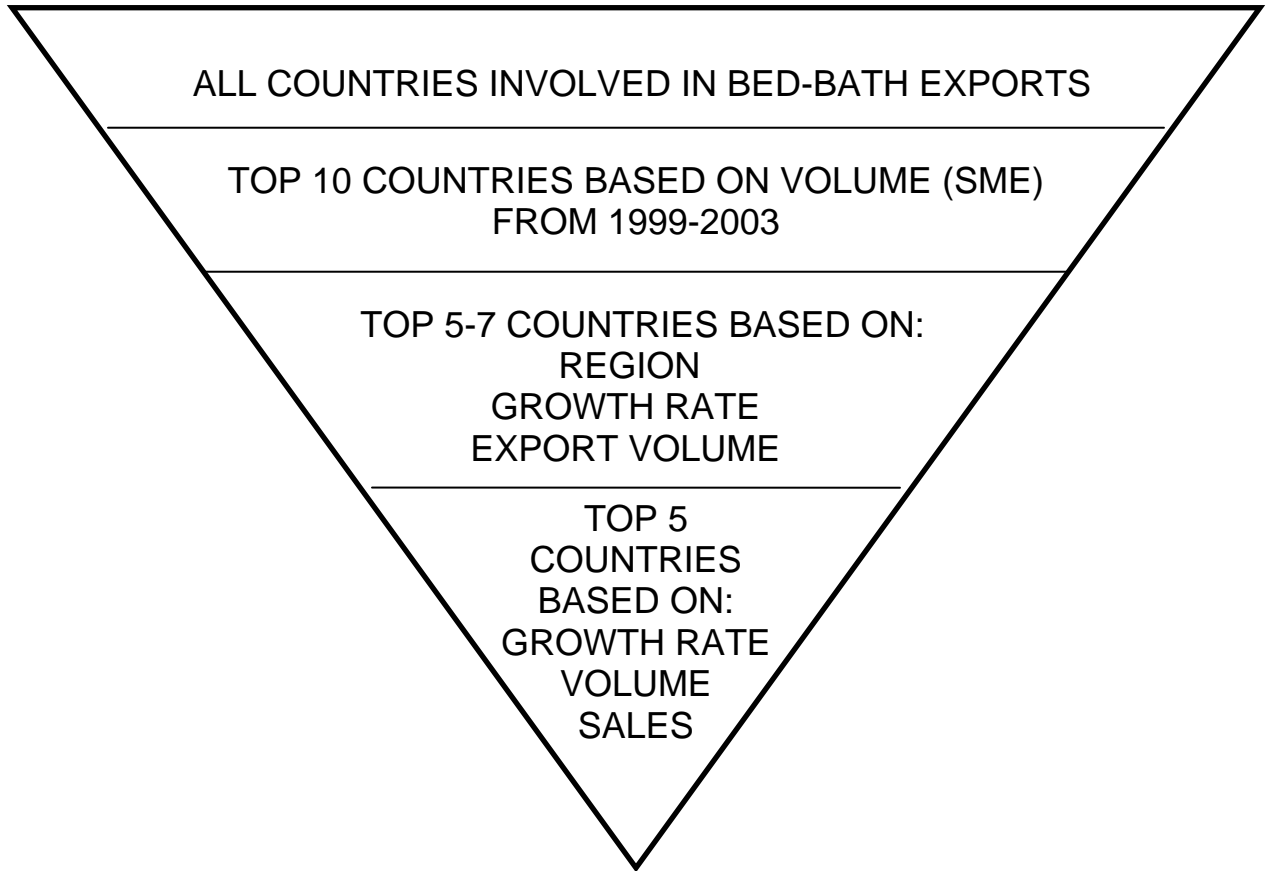 ALL COUNTRIES INVOLVED IN BED-BATH EXPORTS
TOP 10 COUNTRIES BASED ON VOLUME (SME)
FROM 1999-2003
TOP 5-7 COUNTRIES BASED ON:
REGION
GROWTH RATE
EXPORT VOLUME
TOP 5
COUNTRIES
BASED ON:
GROWTH RATE
VOLUME
SALES